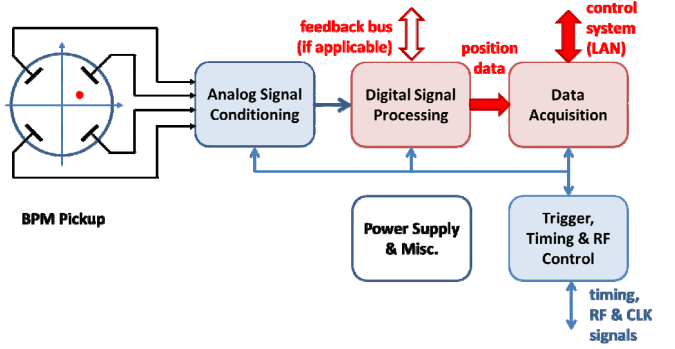 feedback bus
(if applicable)
control
system
(LAN)
position
data
Analog Signal
Conditioning
Digital Signal
Processing
Data
Acquisition
BPM Pickup
Power Supply
& Misc.
Trigger,
Timing & RF
Control
timing,
RF & CLK
signals